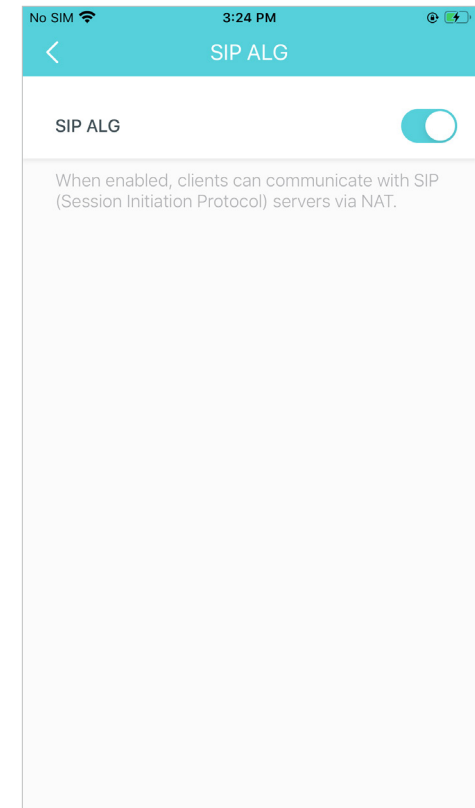 No SIM 3:24 PM
SIP ALG
SIP ALG
When enabled, clients can communicate with SIP
(Session Initiation Protocol) servers via NAT.